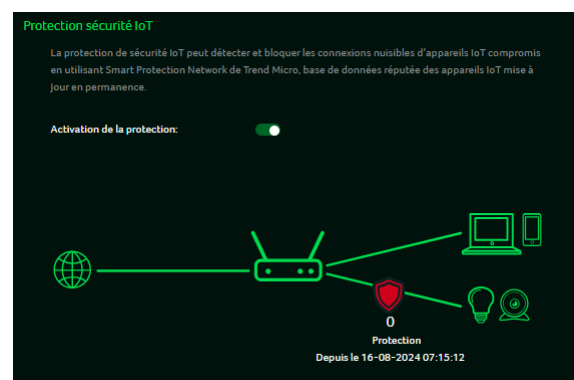 Protection sécurité IoT
La protection de sécurité IoT peut détecter et bloquer les connexions nuisibles d'appareils IoT compromis
en utilisant Smart Protection Network de Trend Micro, base de données réputée des appareils IoT mise à
jour en permanence.
Activation de la protection:
0
Protection
Depuis le 16-08-2024 07:15:12